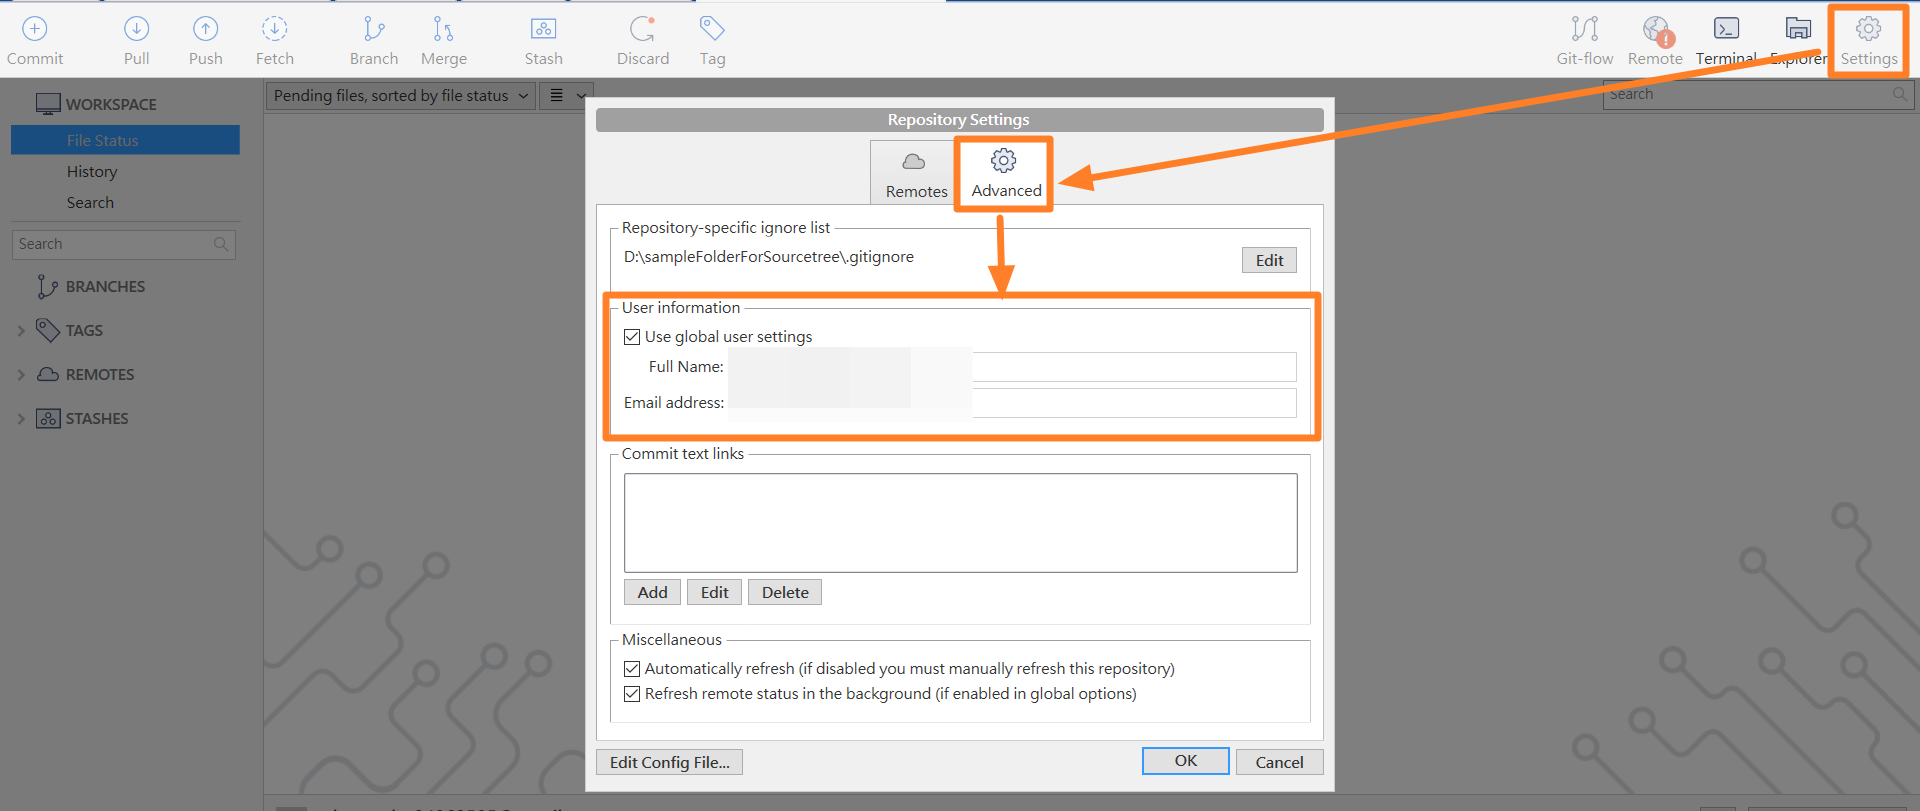 Commit
Pull
Push
Fetch
Branch
Merge
Stash
Discard
Tag
Git-flow
Remote
Terminal
Explorer
Settings
WORKSPACE
File Status
History
Search
Search
BRANCHES
TAGS
REMOTES
STASHES
Pending files, sorted by file status
Search
Repository Settings
Remotes
Advanced
Repository-specific ignore list
D:\sampleFolderForSourcetree\.gitignore
Edit
User information
Use global user settings
Full Name:
Email address:
Commit text links
Add
Edit
Delete
Miscellaneous
Automatically refresh (if disabled you must manually refresh this repository)
Refresh remote status in the background (if enabled in global options)
Edit Config File...
OK
Cancel